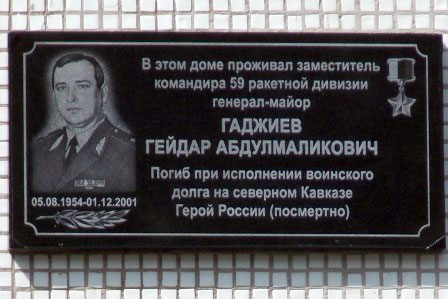 В этом доме проживал заместитель
командира 59 ракетной дивизии
генерал-майор
ГАДЖИЕВ
ГЕЙДАР АБДУЛМАЛИКОВИЧ
Погиб при исполнении воинского
долга на северном Кавказе
Герой России (посмертно)
05.08.1954-01.12.2001